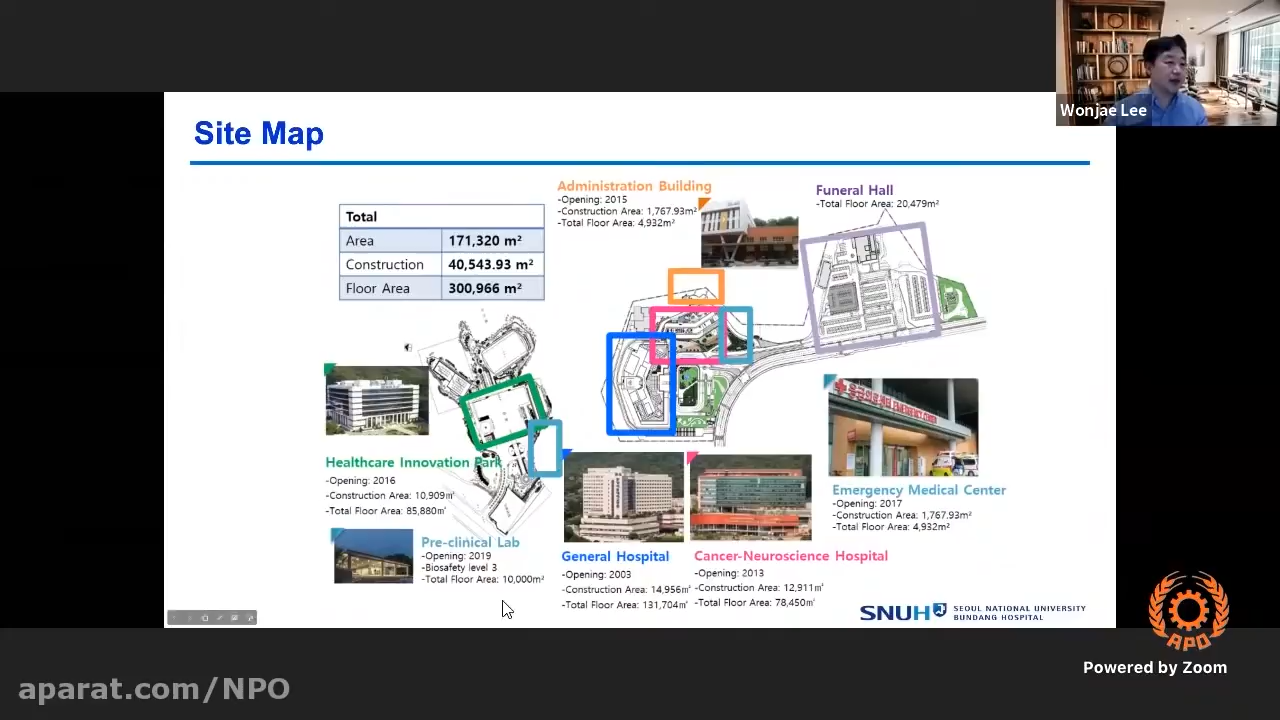 Wonjae Lee
Site Map
Total
Area 171,320 m²
Construction 40,543.93 m²
Floor Area 300,966 m²
Administration Building
-Opening: 2015
-Construction Area: 1,767.93m²
-Total Floor Area: 4,932m²
Funeral Hall
-Total Floor Area: 20,479m²
Healthcare Innovation Park
-Opening: 2016
-Construction Area: 10,909㎡
-Total Floor Area: 85,880㎡
Pre-clinical Lab
-Opening: 2019
-Biosafety level 3
-Total Floor Area: 10,000m²
General Hospital
-Opening: 2003
-Construction Area: 14,956㎡
-Total Floor Area: 131,704㎡
Cancer-Neuroscience Hospital
-Opening: 2013
-Construction Area: 12,911㎡
-Total Floor Area: 78,450㎡
EMERGENCY CENTER
Emergency Medical Center
-Opening: 2017
-Construction Area: 1,767.93m²
-Total Floor Area: 4,932m²
SNUH SEOUL NATIONAL UNIVERSITY
BUNDANG HOSPITAL
APO
Powered by Zoom
aparat.com/NPO